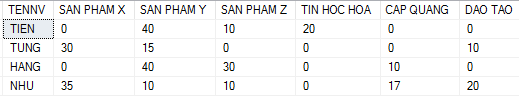 TENNV SAN PHAM X SAN PHAM Y SAN PHAM Z TIN HOC HOA CAP QUANG DAO TAO
TIEN 0 40 10 20 0 0
TUNG 30 15 0 0 0 10
HANG 0 40 30 0 10 0
NHU 35 10 10 0 17 20